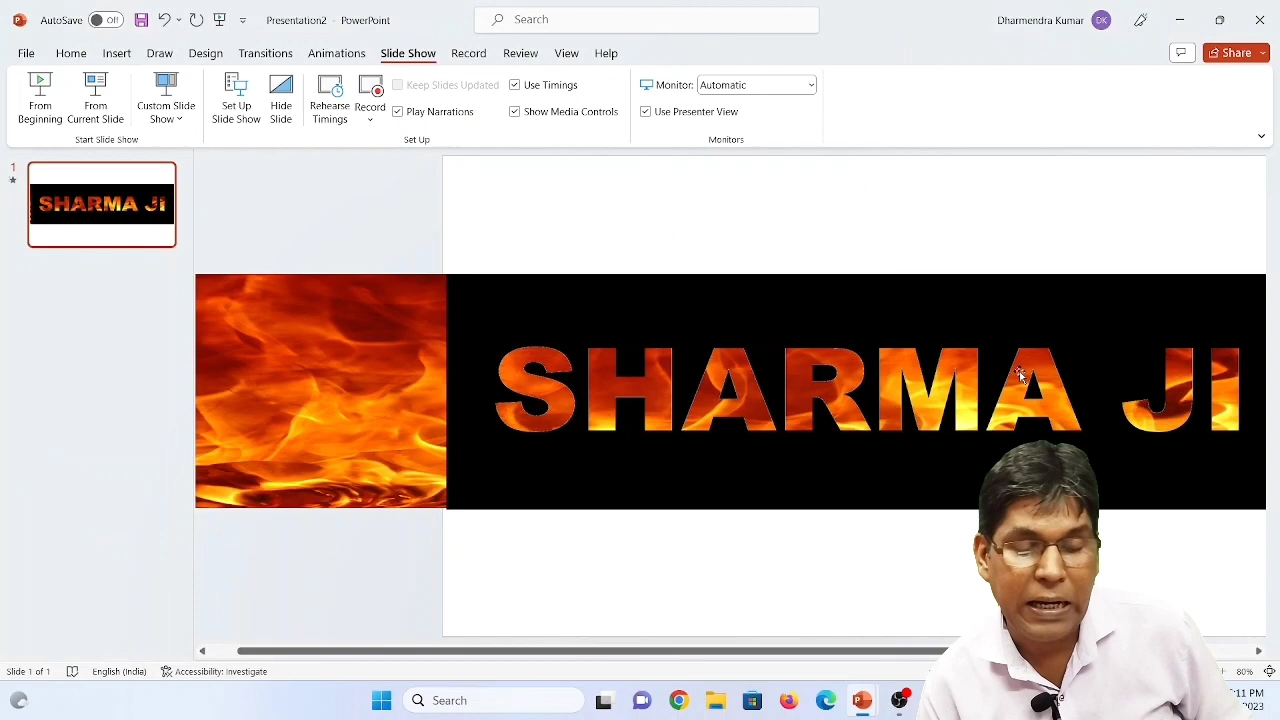 AutoSave Off Presentation2 • PowerPoint Search Dharmendra Kumar DK
File Home Insert Draw Design Transitions Animations Slide Show Record Review View Help Share
From Beginning
From Current Slide
Custom Slide Show
Set Up Slide Show
Hide Slide
Rehearse Timings
Record
Keep Slides Updated
Play Narrations
Use Timings
Show Media Controls
Monitor: Automatic
Use Presenter View
Start Slide Show Set Up Monitors
1
SHARMA JI
SHARMA JI
Slide 1 of 1 English (India) Accessibility: Investigate 80%
Search
:11 PM
2023